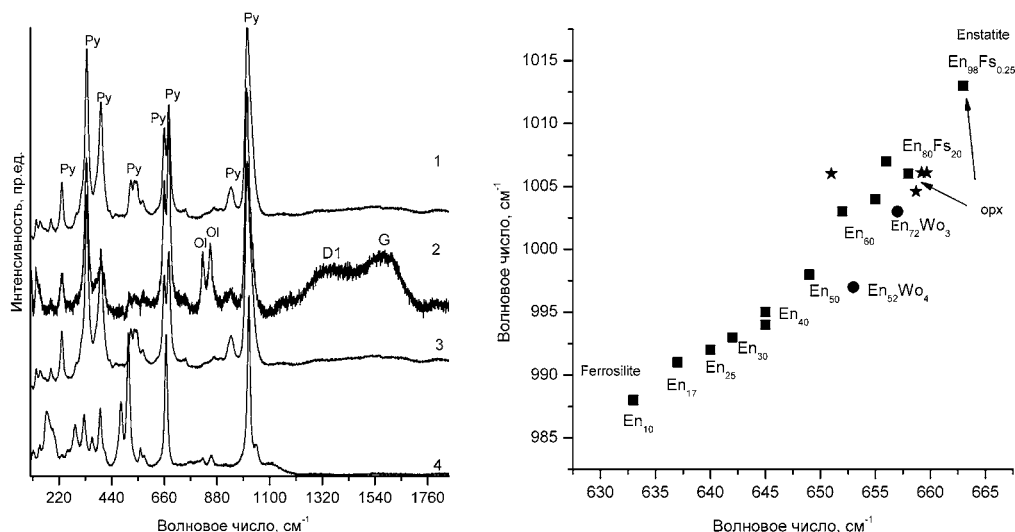 Интенсивность, пр.ед.
Py
Py
Py
Py
Py
Py
Py
Py
1
2
Ol
Ol
D1
G
3
4
220 440 660 880 1100 1320 1540 1760
Волновое число, см-1
Волновое число, см-1
1015
1010
1005
1000
995
990
985
Enstatite
En98Fs0.25
En80Fs20
opx
En72Wo3
En60
En50
En52Wo4
En40
En30
En25
Ferrosilite
En17
En10
630 635 640 645 650 655 660 665
Волновое число, см-1